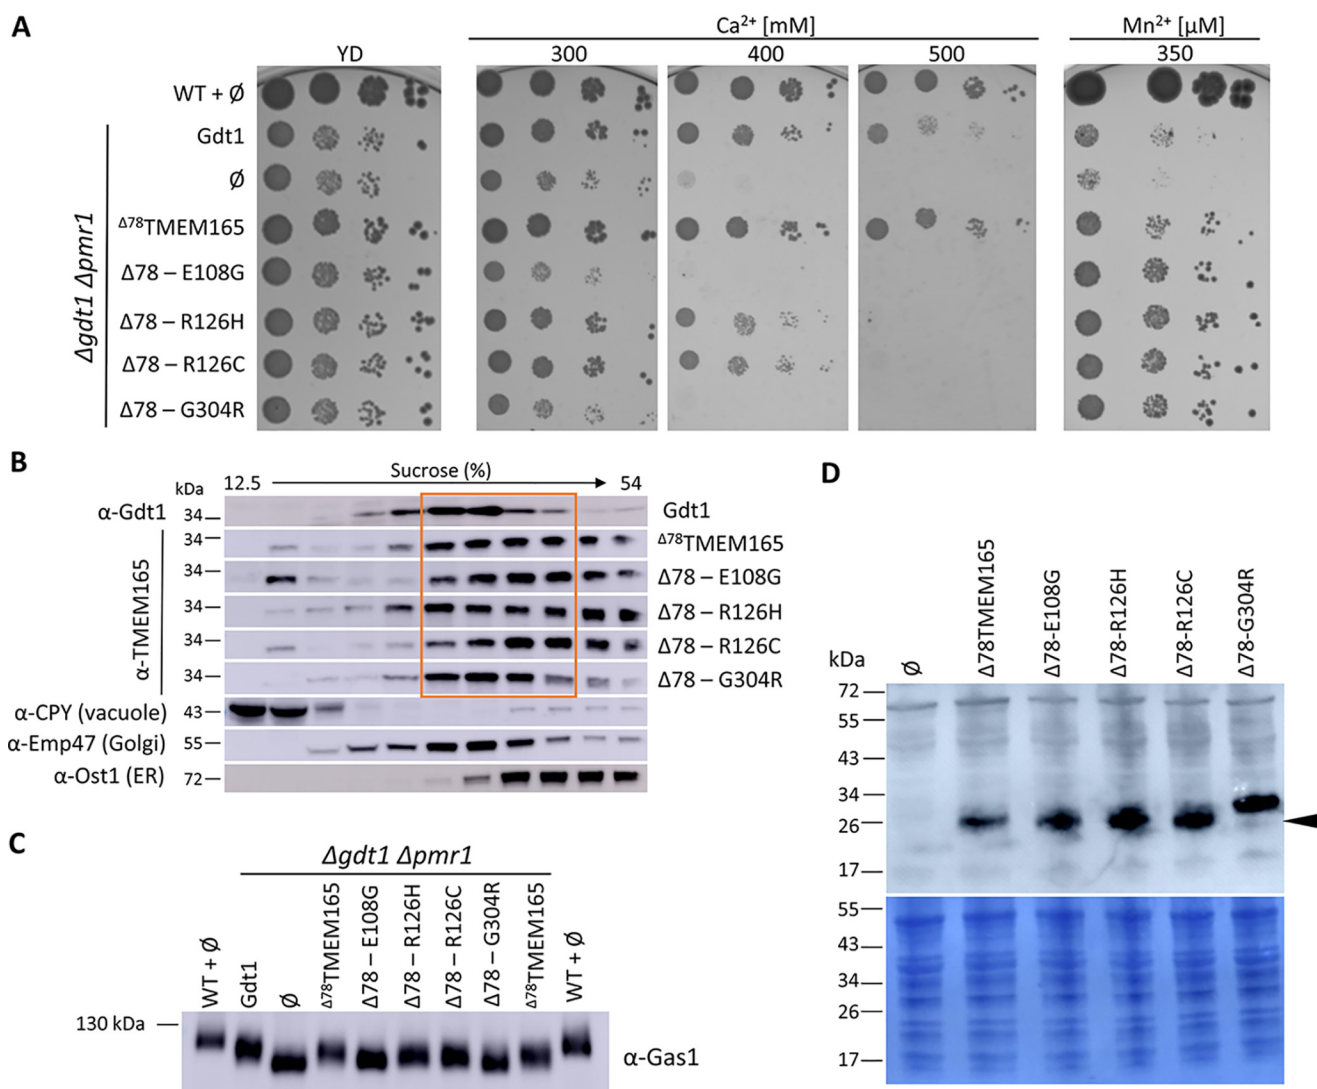 A
Ca²⁺ [mM]
Mn²⁺ [µM]
YD
300
400
500
350
WT + Ø
Gdt1
Ø
Δ78TMEM165
Δ78 – E108G
Δ78 – R126H
Δ78 – R126C
Δ78 – G304R
Δgdt1 Δpmr1
B
Sucrose (%)
12.5
54
kDa
α-Gdt1
34
Gdt1
α-TMEM165
34
Δ78TMEM165
34
Δ78 – E108G
34
Δ78 – R126H
34
Δ78 – R126C
34
Δ78 – G304R
α-CPY (vacuole)
43
α-Emp47 (Golgi)
55
α-Ost1 (ER)
72
C
Δgdt1 Δpmr1
WT + Ø
Gdt1
Ø
Δ78TMEM165
Δ78 – E108G
Δ78 – R126H
Δ78 – R126C
Δ78 – G304R
Δ78TMEM165
WT + Ø
130 kDa
α-Gas1
D
Ø
Δ78TMEM165
Δ78-E108G
Δ78-R126H
Δ78-R126C
Δ78-G304R
kDa
72
55
43
34
26
17
55
43
34
26
17